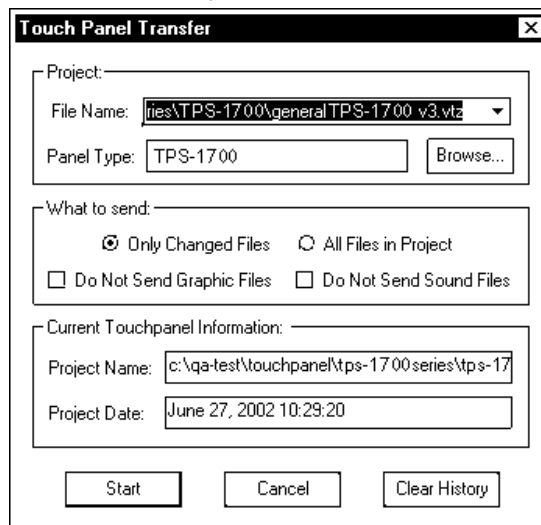 Touch Panel Transfer
Project:
File Name: ries\TPS-1700\generalTPS-1700 v3.vtz
Panel Type: TPS-1700 Browse...
What to send:
Only Changed Files All Files in Project
Do Not Send Graphic Files Do Not Send Sound Files
Current Touchpanel Information:
Project Name: c:\qa-test\touchpanel\tps-1700series\tps-17
Project Date: June 27, 2002 10:29:20
Start Cancel Clear History